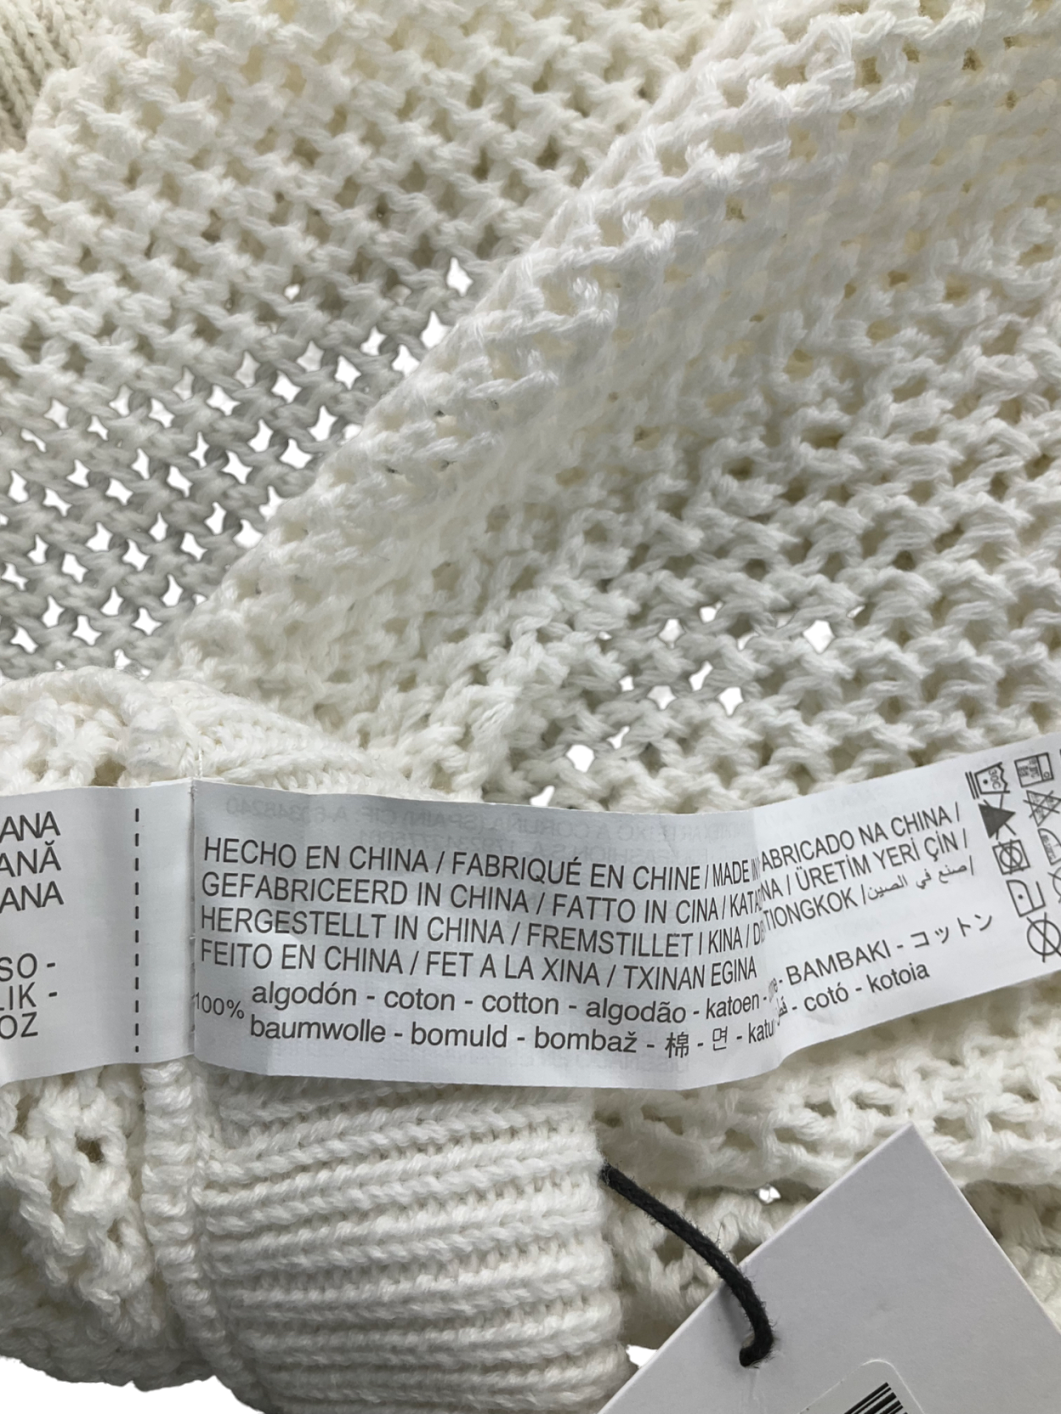 ANA
ANĂ
ANA
SO -
LIK -
OZ
HECHO EN CHINA / FABRIQUÉ EN CHINE / MADE ABRICADO NA CHINA /
GEFABRICEERD IN CHINA / FATTO IN CINA / NA / ÜRETİM YERİ ÇİN /
HERGESTELLT IN CHINA / FREMSTILLET I KINA / TIONGKOK / صنع في الصين /
FEITO EN CHINA / FET A LA XINA / TXINAN EGINA
100% algodón - coton - cotton - algodão - katoen - - BAMBAKI - コットン
baumwolle - bomuld - bombaž - 棉 - 면 - katu - cotó - kotoia